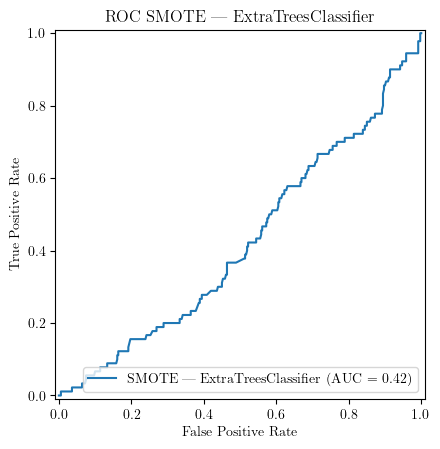 ROC SMOTE — ExtraTreesClassifier
True Positive Rate
1.0
0.8
0.6
0.4
0.2
0.0
SMOTE — ExtraTreesClassifier (AUC = 0.42)
0.0 0.2 0.4 0.6 0.8 1.0
False Positive Rate